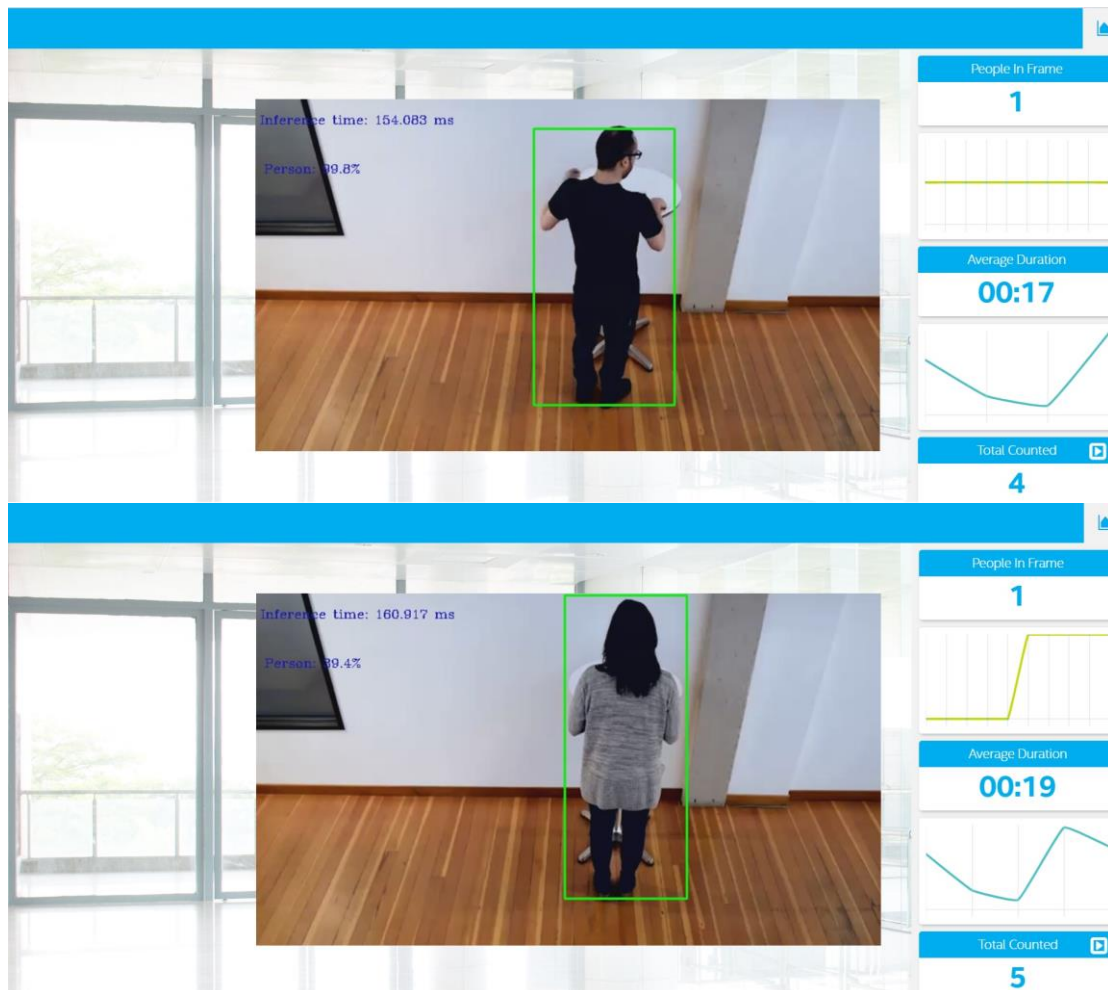 People In Frame
1
Inference time: 154.083 ms
Person: 99.8%
Average Duration
00:17
Total Counted
4
People In Frame
1
Inference time: 160.917 ms
Person: 89.4%
Average Duration
00:19
Total Counted
5